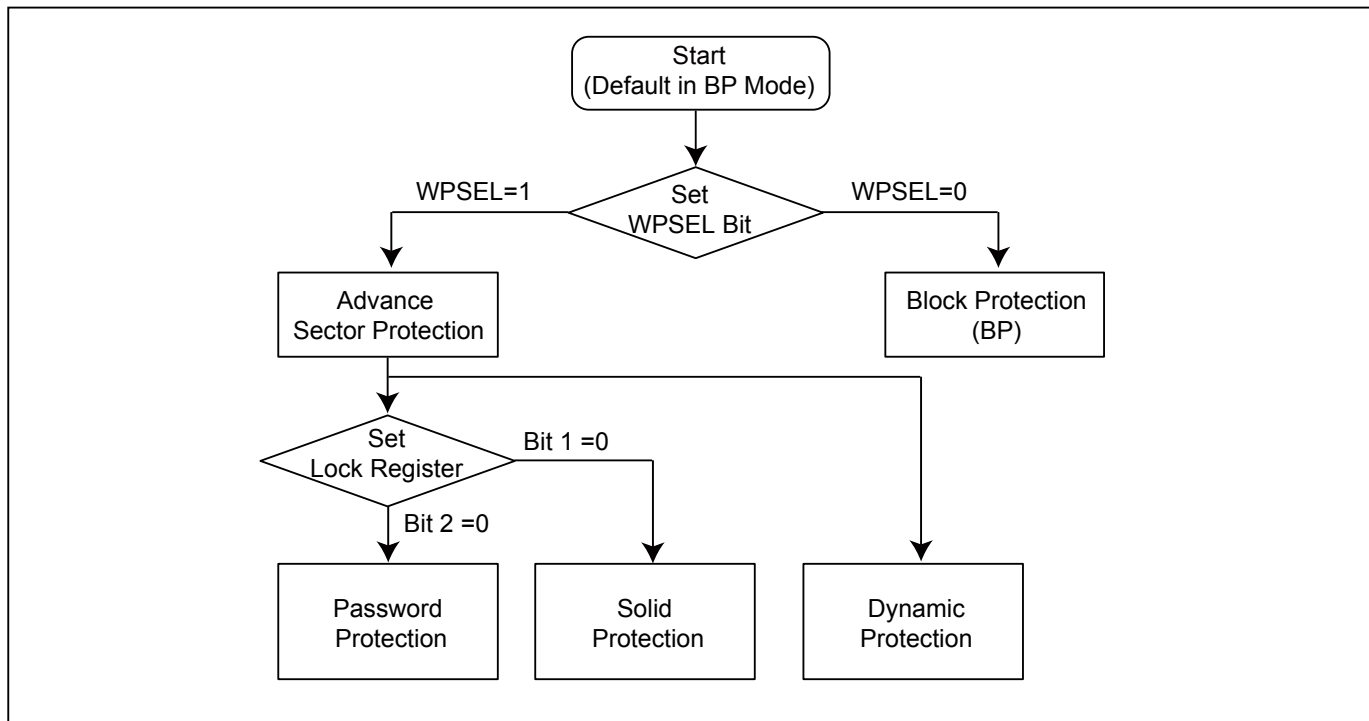 Start
(Default in BP Mode)
WPSEL=1
Set
WPSEL Bit
WPSEL=0
Advance
Sector Protection
Block Protection
(BP)
Set
Lock Register
Bit 1 =0
Bit 2 =0
Password
Protection
Solid
Protection
Dynamic
Protection